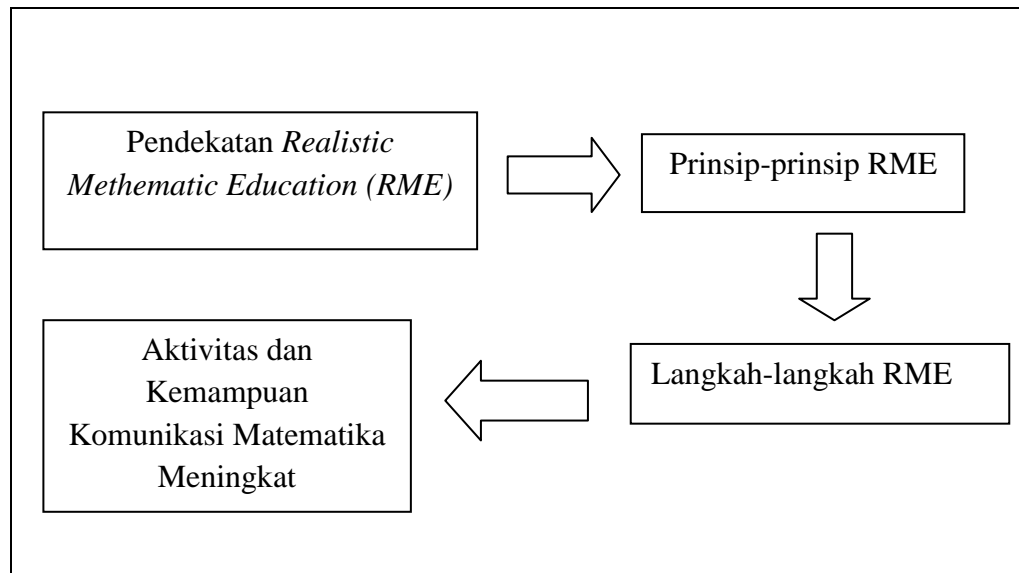 Pendekatan Realistic
Methematic Education (RME)
Prinsip-prinsip RME
Langkah-langkah RME
Aktivitas dan
Kemampuan
Komunikasi Matematika
Meningkat